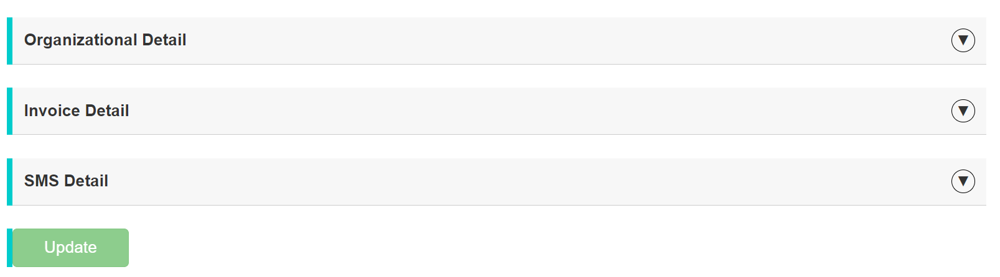 Organizational Detail
Invoice Detail
SMS Detail
Update